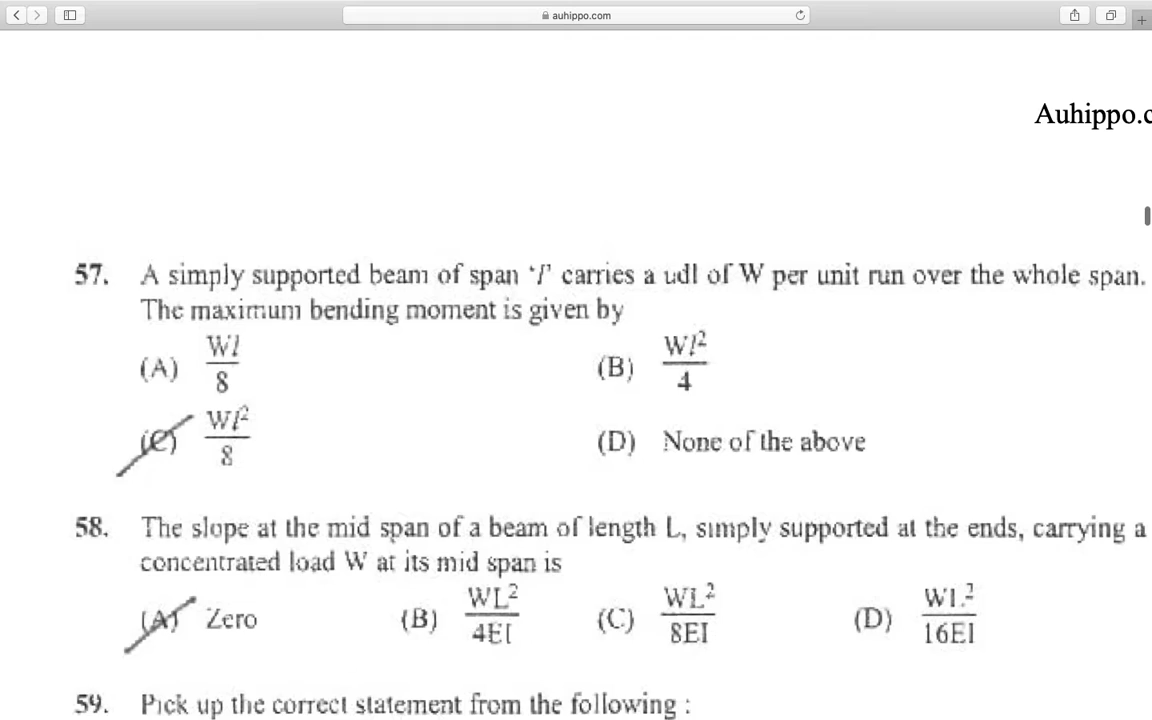 auhippo.com
Auhippo.c
57. A simply supported beam of span ‘l’ carries a udl of W per unit run over the whole span.
The maximum bending moment is given by
(A) Wl/8 (B) Wl²/4
(C) Wl²/8 (D) None of the above
58. The slope at the mid span of a beam of length L, simply supported at the ends, carrying a
concentrated load W at its mid span is
(A) Zero (B) WL²/4EI (C) WL²/8EI (D) WL²/16EI
59. Pick up the correct statement from the following :